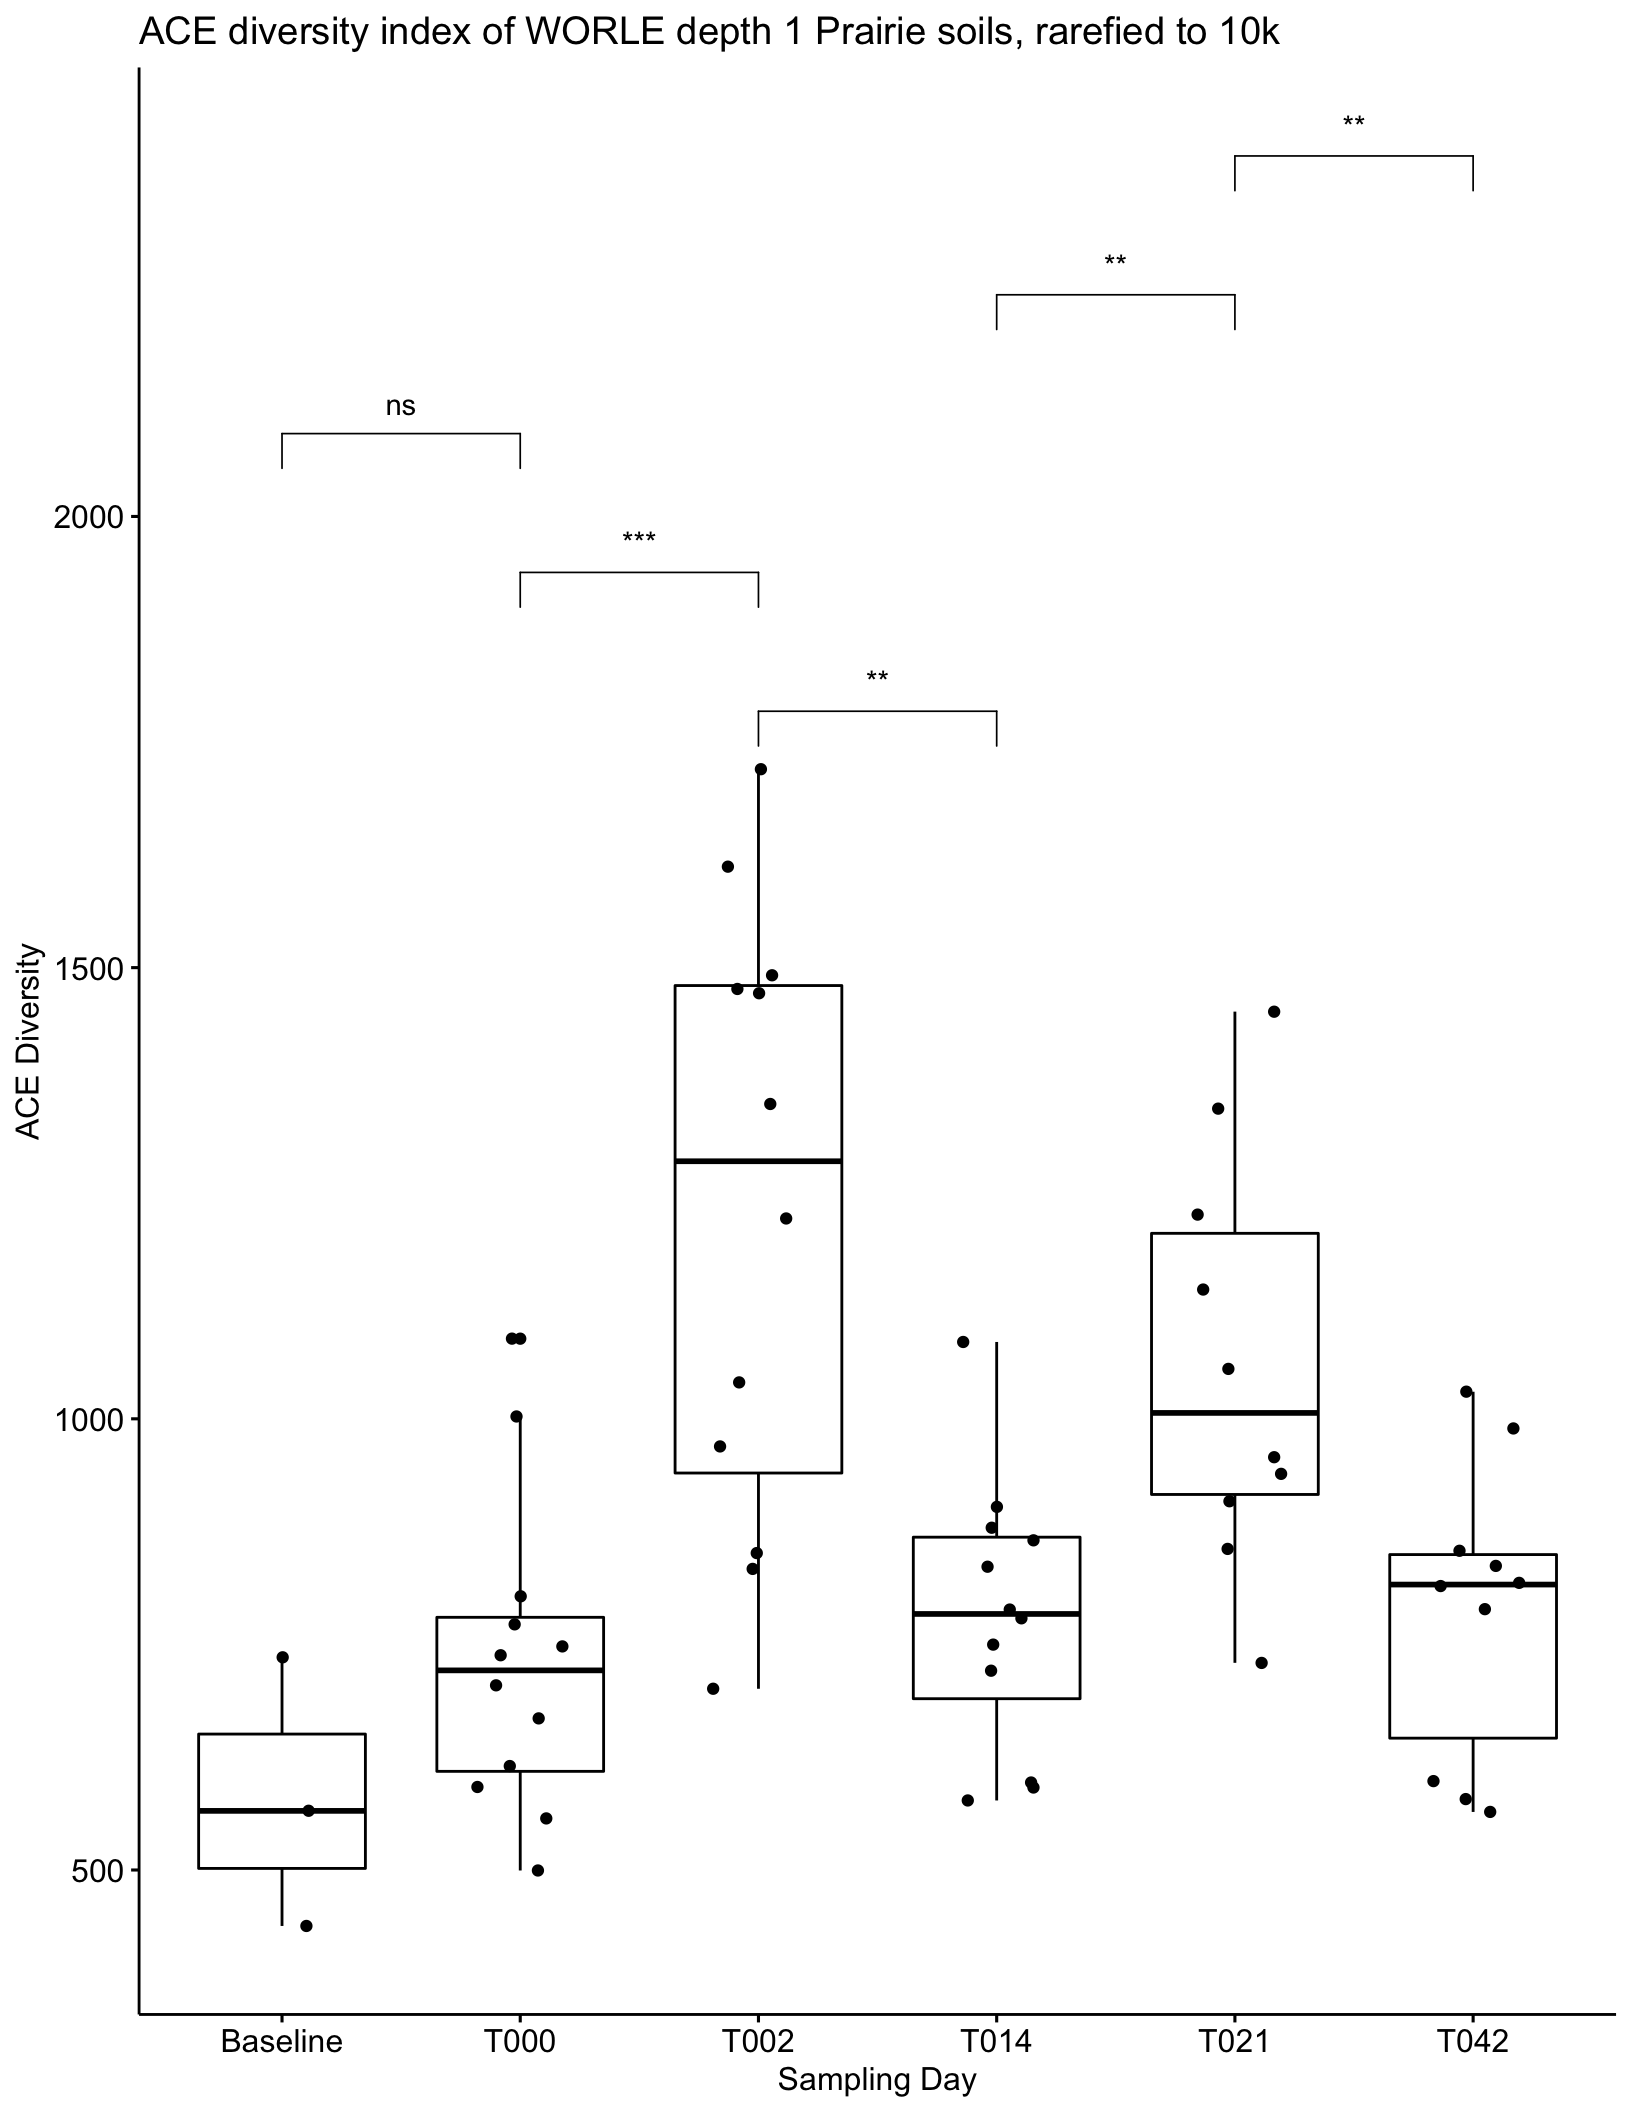 ACE diversity index of WORLE depth 1 Prairie soils, rarefied to 10k
**
**
ns
2000
***
**
1500
ACE Diversity
1000
500
Baseline T000 T002 T014 T021 T042
Sampling Day